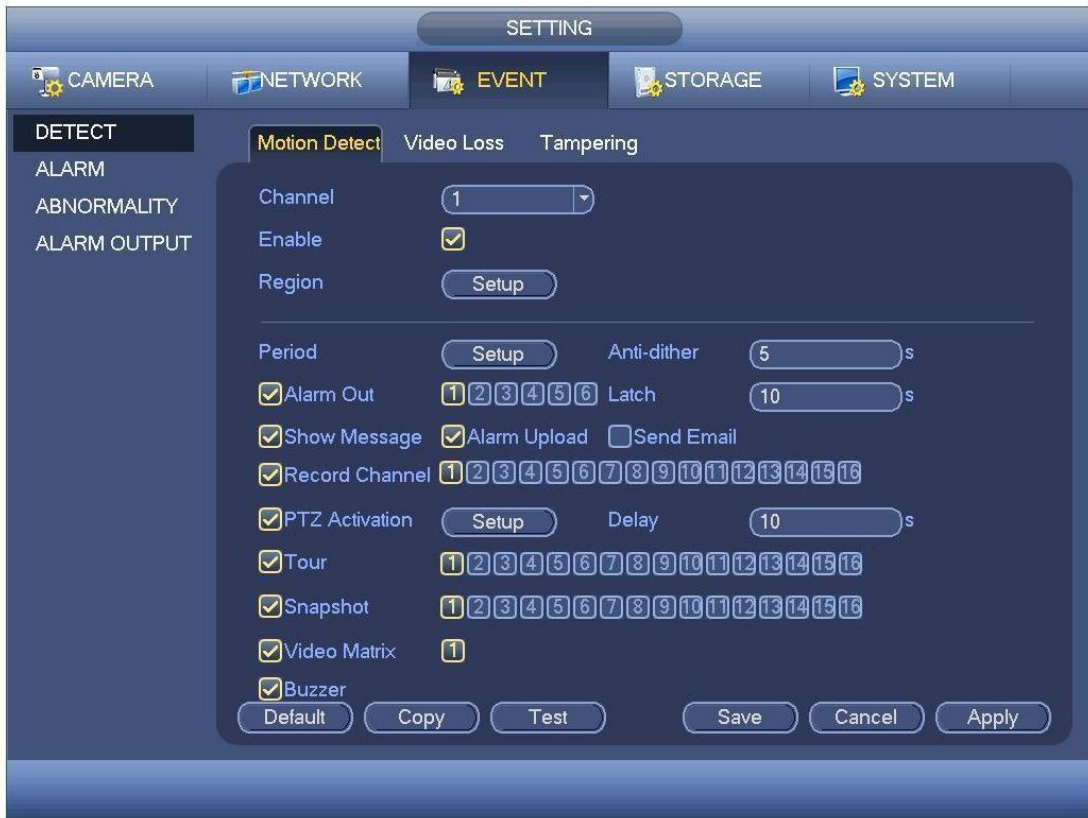 SETTING
CAMERA NETWORK EVENT STORAGE SYSTEM
DETECT
ALARM
ABNORMALITY
ALARM OUTPUT
Motion Detect Video Loss Tampering
Channel 1
Enable
Region Setup
Period Setup Anti-dither 5 s
Alarm Out 1 2 3 4 5 6 Latch 10 s
Show Message Alarm Upload Send Email
Record Channel 1 2 3 4 5 6 7 8 9 10 11 12 13 14 15 16
PTZ Activation Setup Delay 10 s
Tour 1 2 3 4 5 6 7 8 9 10 11 12 13 14 15 16
Snapshot 1 2 3 4 5 6 7 8 9 10 11 12 13 14 15 16
Video Matrix 1
Buzzer
Default Copy Test Save Cancel Apply